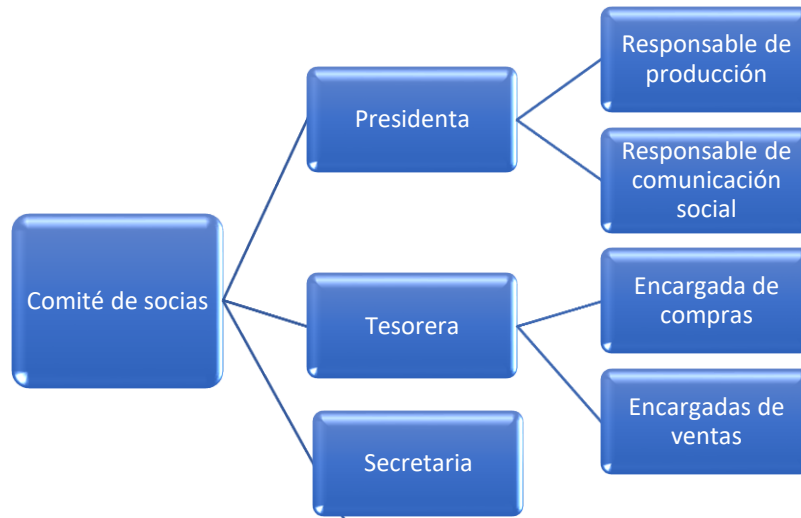 Comité de socias
Presidenta
Responsable de
producción
Responsable de
comunicación
social
Tesorera
Encargada de
compras
Encargadas de
ventas
Secretaria